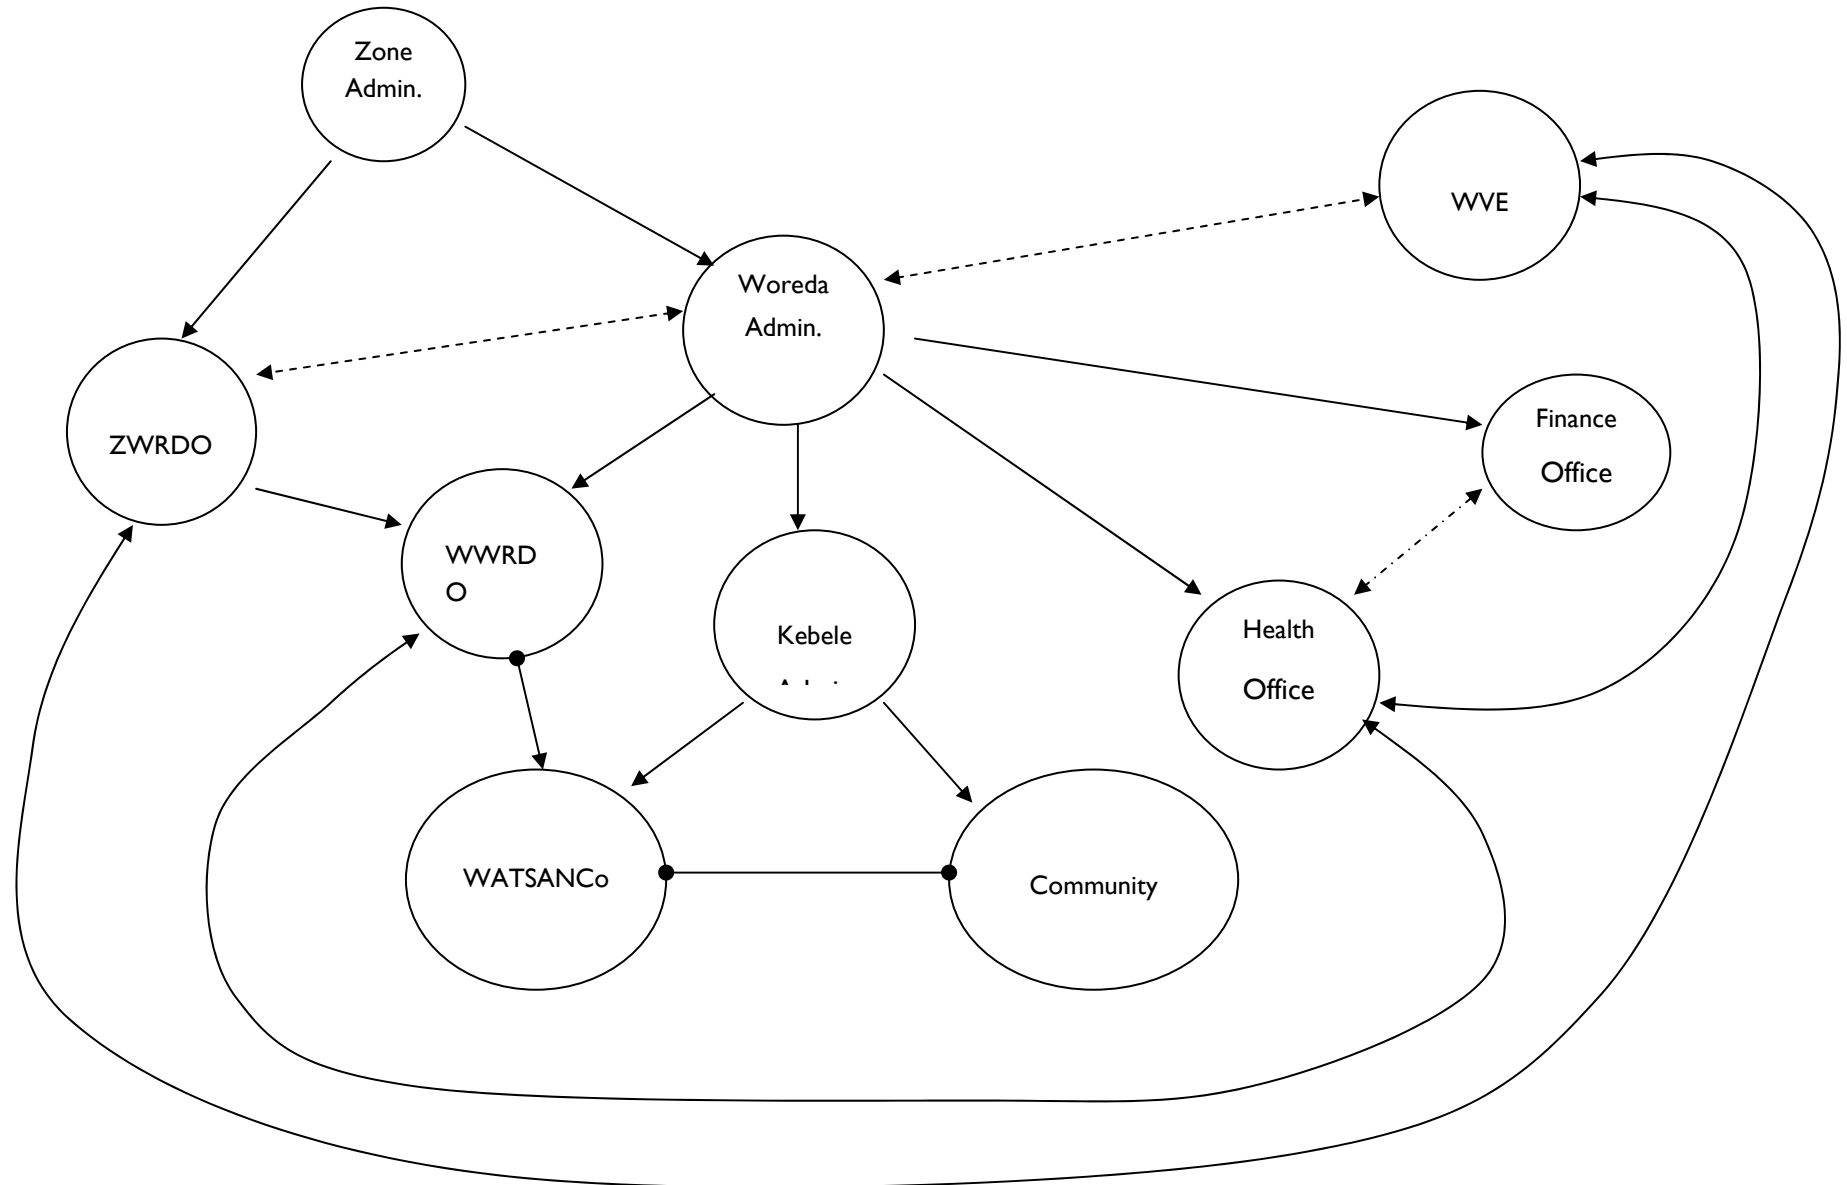 Zone
Admin.
WVE
Woreda
Admin.
ZWRDO
Finance
Office
WWRD
O
Kebele
Health
Office
WATSANCo
Community